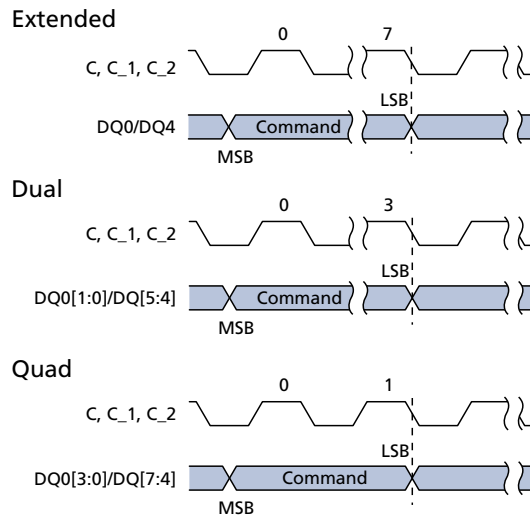 Extended
0 7
C, C_1, C_2
LSB
DQ0/DQ4 Command
MSB
Dual
0 3
C, C_1, C_2
LSB
DQ0[1:0]/DQ[5:4] Command
MSB
Quad
0 1
C, C_1, C_2
LSB
DQ0[3:0]/DQ[7:4] Command
MSB